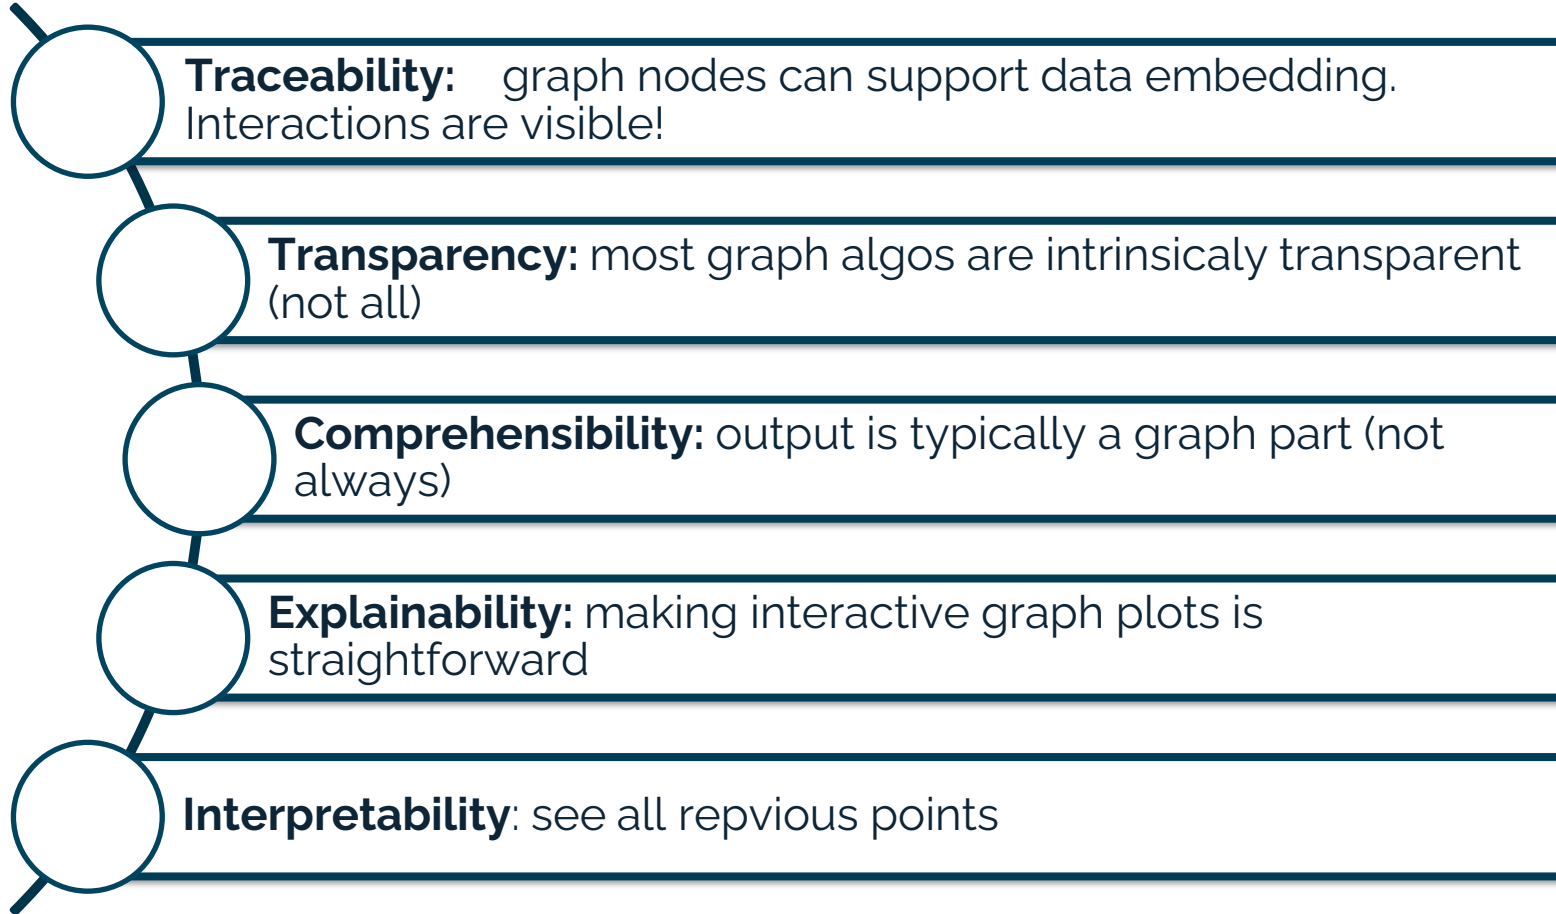 Traceability: graph nodes can support data embedding.
Interactions are visible!
Transparency: most graph algos are intrinsicaly transparent
(not all)
Comprehensibility: output is typically a graph part (not
always)
Explainability: making interactive graph plots is
straightforward
Interpretability: see all repvious points